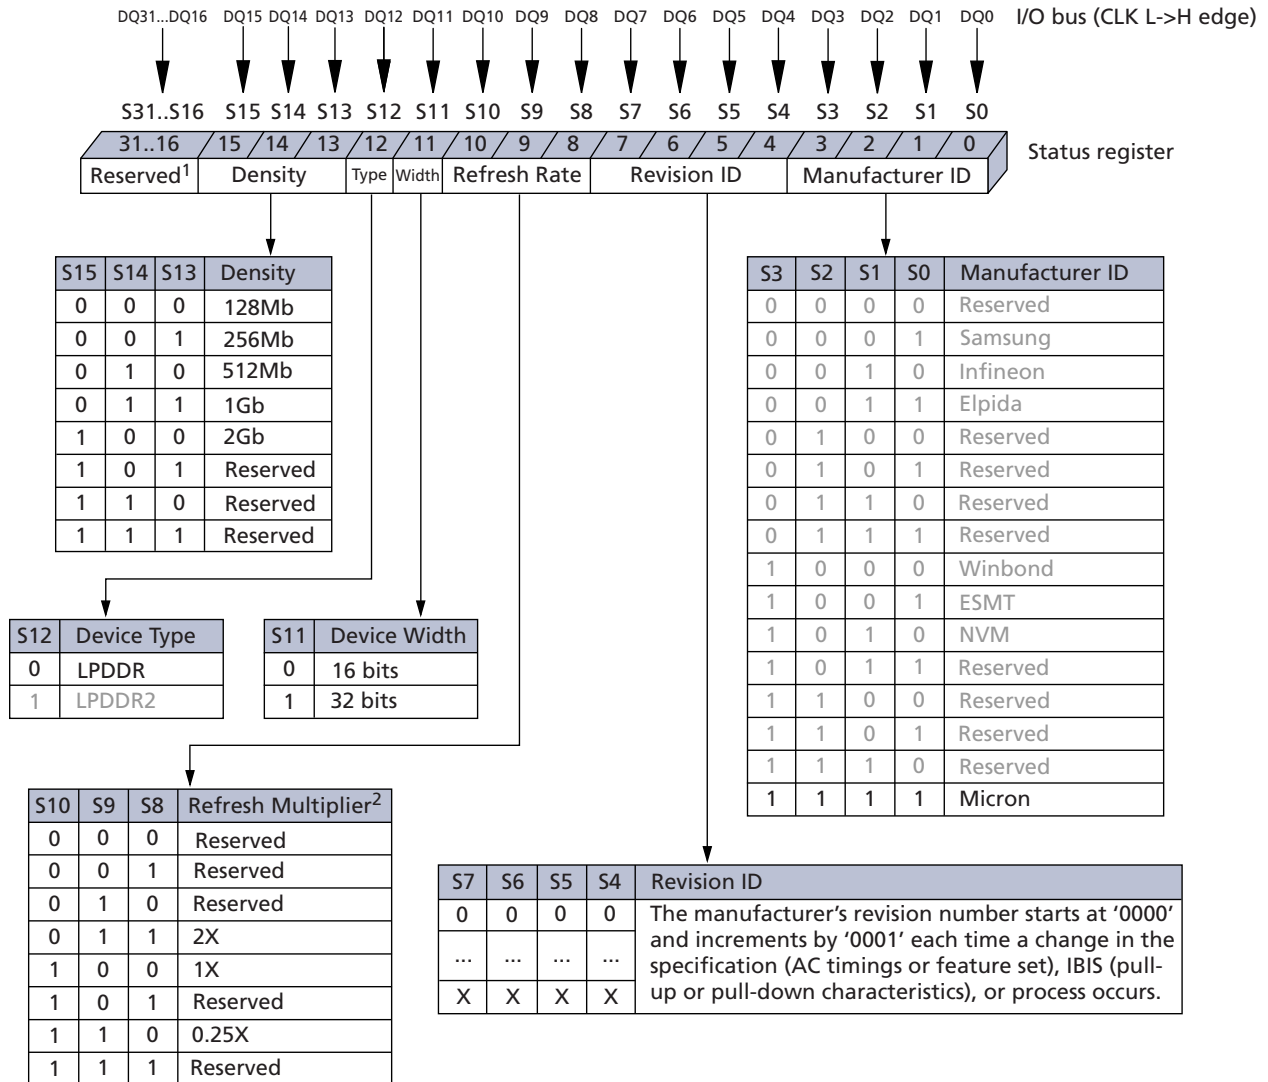 DQ31...DQ16 DQ15 DQ14 DQ13 DQ12 DQ11 DQ10 DQ9 DQ8 DQ7 DQ6 DQ5 DQ4 DQ3 DQ2 DQ1 DQ0 I/O bus (CLK L->H edge)
S31..S16 S15 S14 S13 S12 S11 S10 S9 S8 S7 S6 S5 S4 S3 S2 S1 S0
31..16 15 14 13 12 11 10 9 8 7 6 5 4 3 2 1 0 Status register
Reserved1 Density Type Width Refresh Rate Revision ID Manufacturer ID
S15 S14 S13 Density
0 0 0 128Mb
0 0 1 256Mb
0 1 0 512Mb
0 1 1 1Gb
1 0 0 2Gb
1 0 1 Reserved
1 1 0 Reserved
1 1 1 Reserved
S3 S2 S1 S0 Manufacturer ID
0 0 0 0 Reserved
0 0 0 1 Samsung
0 0 1 0 Infineon
0 0 1 1 Elpida
0 1 0 0 Reserved
0 1 0 1 Reserved
0 1 1 0 Reserved
0 1 1 1 Reserved
1 0 0 0 Winbond
1 0 0 1 ESMT
1 0 1 0 NVM
1 0 1 1 Reserved
1 1 0 0 Reserved
1 1 0 1 Reserved
1 1 1 0 Reserved
1 1 1 1 Micron
S12 Device Type
0 LPDDR
1 LPDDR2
S11 Device Width
0 16 bits
1 32 bits
S10 S9 S8 Refresh Multiplier2
0 0 0 Reserved
0 0 1 Reserved
0 1 0 Reserved
0 1 1 2X
1 0 0 1X
1 0 1 Reserved
1 1 0 0.25X
1 1 1 Reserved
S7 S6 S5 S4 Revision ID
0 0 0 0 The manufacturer's revision number starts at '0000'
and increments by '0001' each time a change in the
... ... ... ... specification (AC timings or feature set), IBIS (pull-
X X X X up or pull-down characteristics), or process occurs.